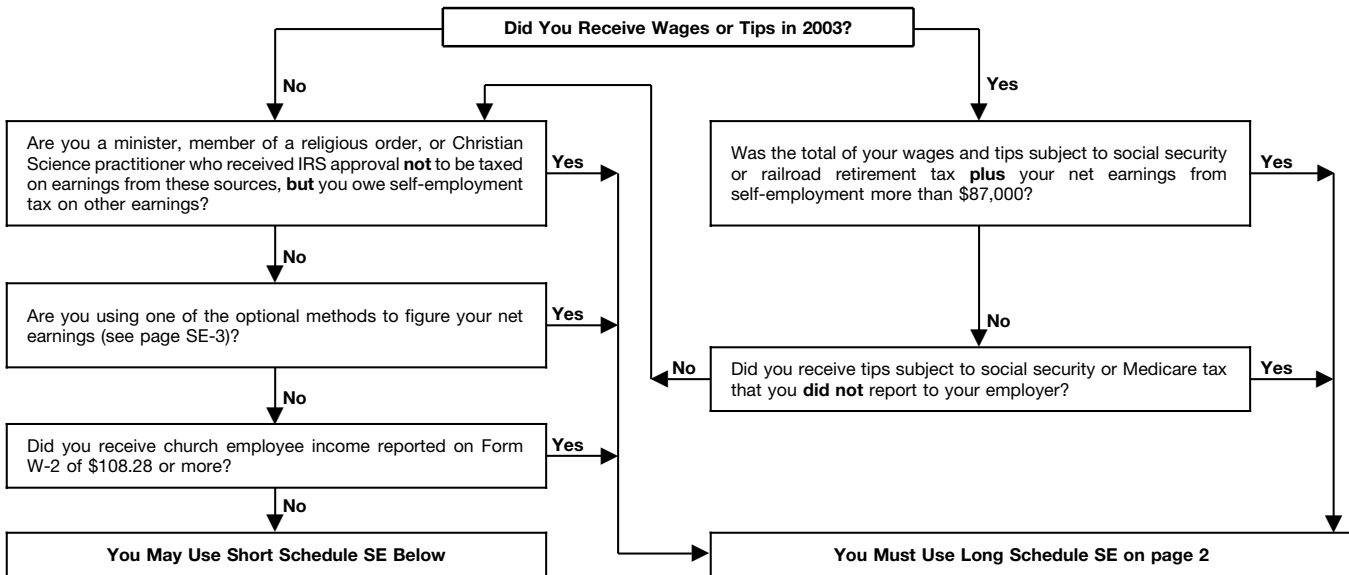 Did You Receive Wages or Tips in 2003?
No
Yes
Are you a minister, member of a religious order, or Christian
Science practitioner who received IRS approval not to be taxed
on earnings from these sources, but you owe self-employment
tax on other earnings?
Yes
Was the total of your wages and tips subject to social security
or railroad retirement tax plus your net earnings from
self-employment more than $87,000?
Yes
No
Are you using one of the optional methods to figure your net
earnings (see page SE-3)?
Yes
No
No
Did you receive tips subject to social security or Medicare tax
that you did not report to your employer?
Yes
No
Did you receive church employee income reported on Form
W-2 of $108.28 or more?
Yes
No
You May Use Short Schedule SE Below
You Must Use Long Schedule SE on page 2